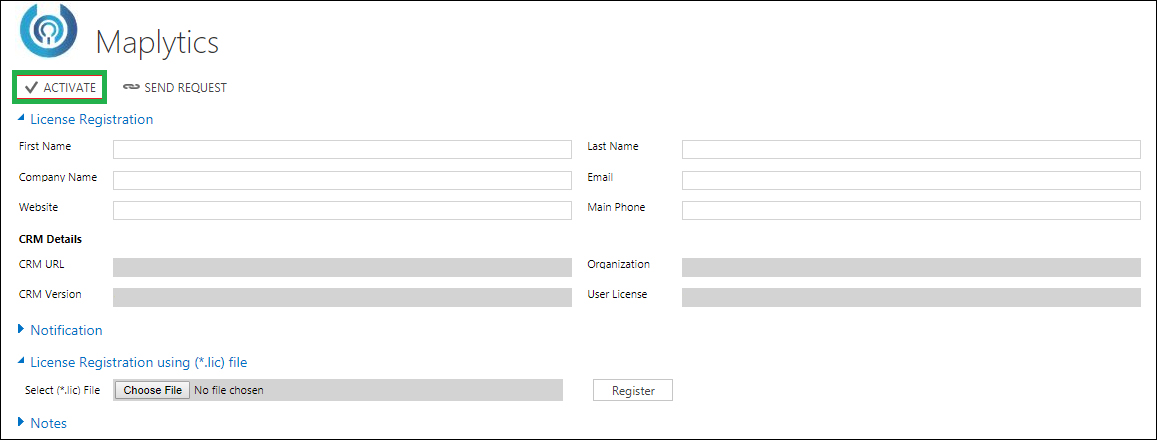 Maplytics
ACTIVATE SEND REQUEST
License Registration
First Name Last Name
Company Name Email
Website Main Phone
CRM Details
CRM URL Organization
CRM Version User License
Notification
License Registration using (*.lic) file
Select (*.lic) File Choose File No file chosen Register
Notes